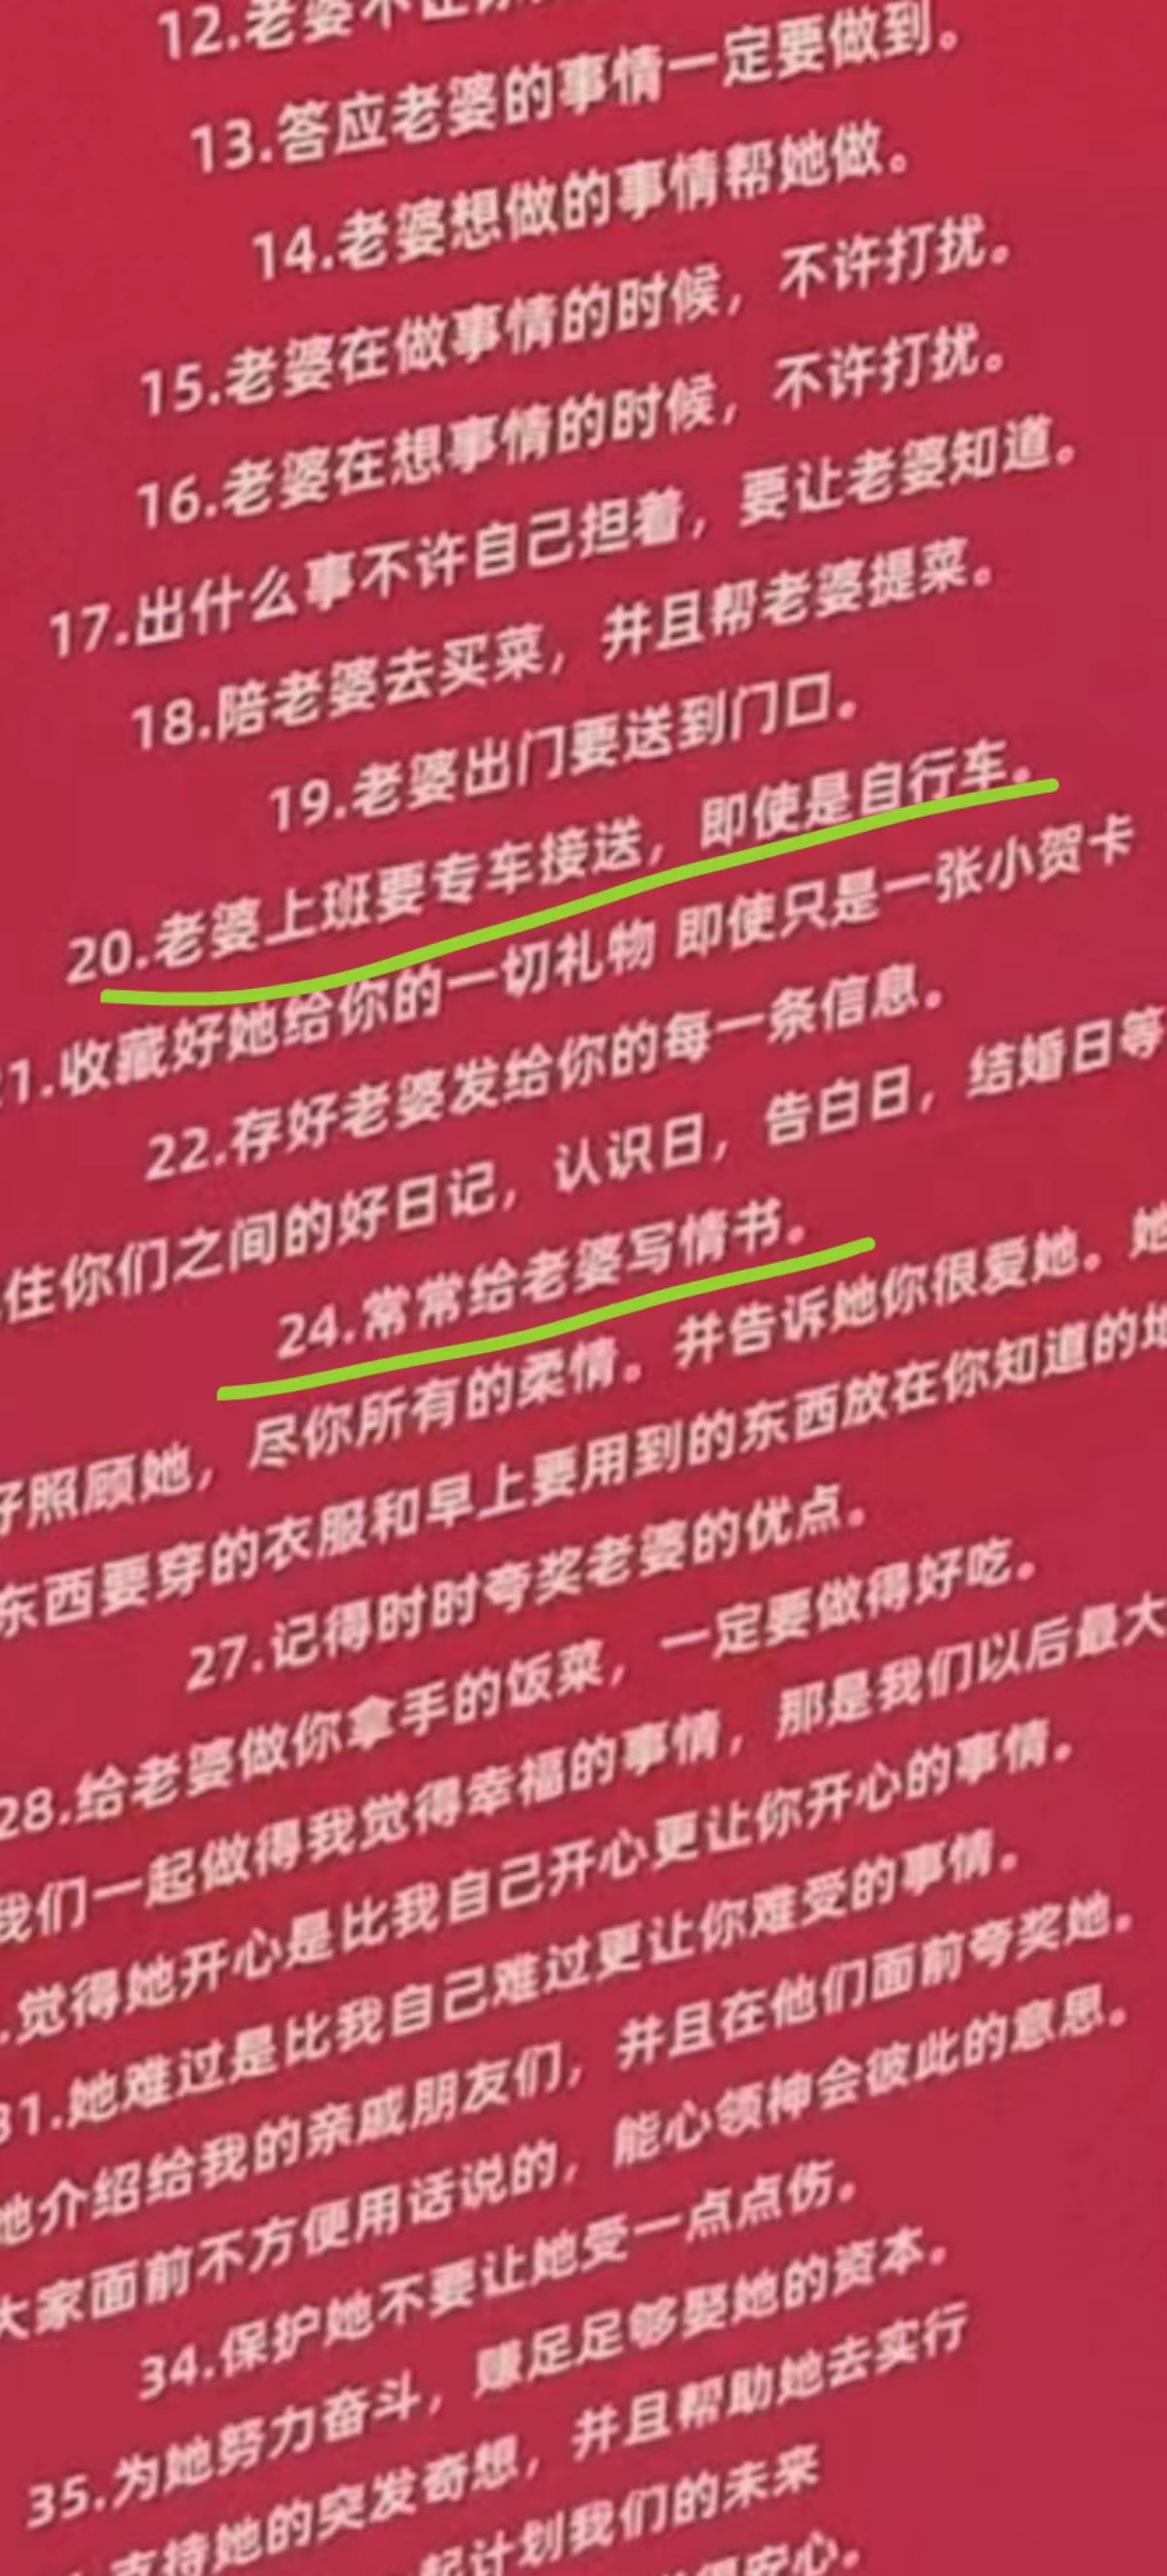 12.老婆不让
13.答应老婆的事情一定要做到。
14.老婆想做的事情帮她做。
15.老婆在做事情的时候，不许打扰。
16.老婆在想事情的时候，不许打扰。
17.出什么事不许自己担着，要让老婆知道。
18.陪老婆去买菜，并且帮老婆提菜。
19.老婆出门要送到门口。
20.老婆上班要专车接送，即使是自行车。
1.收藏好她给你的一切礼物 即使只是一张小贺卡
22.存好老婆发给你的每一条信息。
住你们之间的好日记，认识日，告白日，结婚日等
24.常常给老婆写情书。
好照顾她，尽你所有的柔情。并告诉她你很爱她。她
东西要穿的衣服和早上要用到的东西放在你知道的地
27.记得时时夸奖老婆的优点。
28.给老婆做你拿手的饭菜，一定要做得好吃。
我们一起做得我觉得幸福的事情，那是我们以后最大
.觉得她开心是比我自己开心更让你开心的事情。
31.她难过是比我自己难过更让你难受的事情。
她介绍给我的亲戚朋友们，并且在他们面前夸奖她。
大家面前不方便用话说的，能心领神会彼此的意思。
34.保护她不要让她受一点点伤。
35.为她努力奋斗，赚足足够娶她的资本。
支持她的突发奇想，并且帮助她去实行
起计划我们的未来
安心。